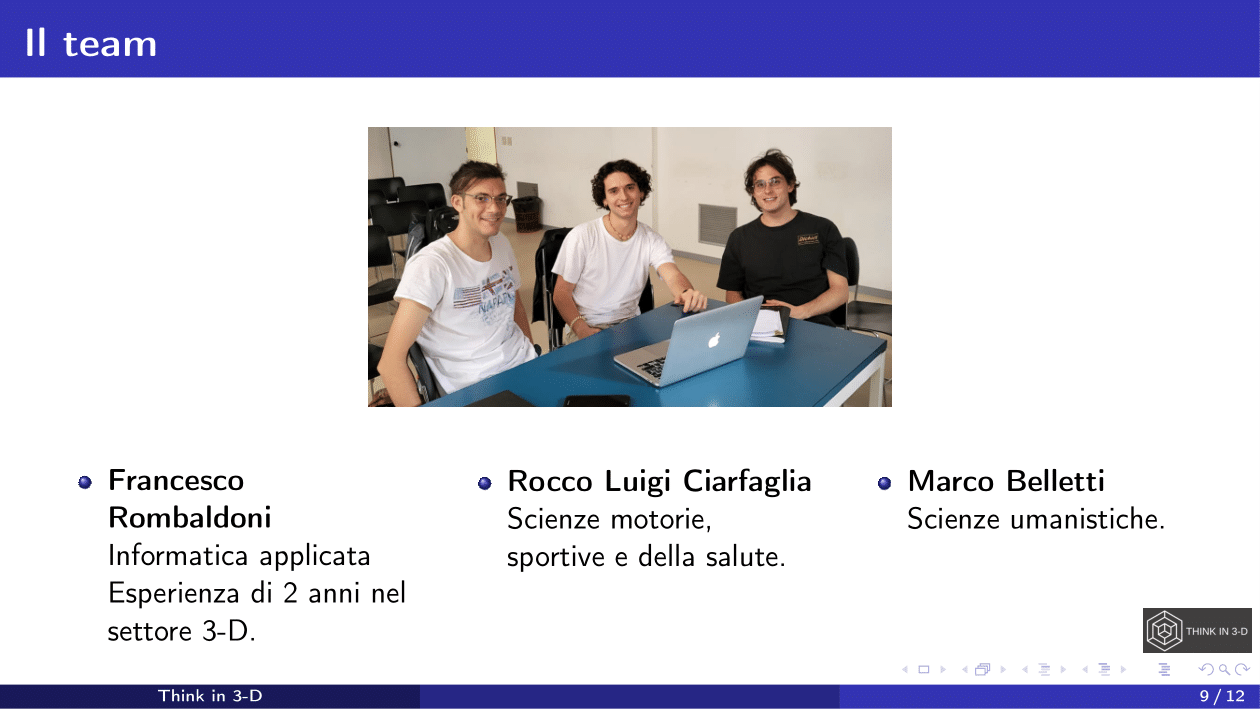 Il team
Francesco
Rombaldoni
Informatica applicata
Esperienza di 2 anni nel
settore 3-D.
Rocco Luigi Ciarfaglia
Scienze motorie,
sportive e della salute.
Marco Belletti
Scienze umanistiche.
THINK IN 3-D
Think in 3-D
9 / 12